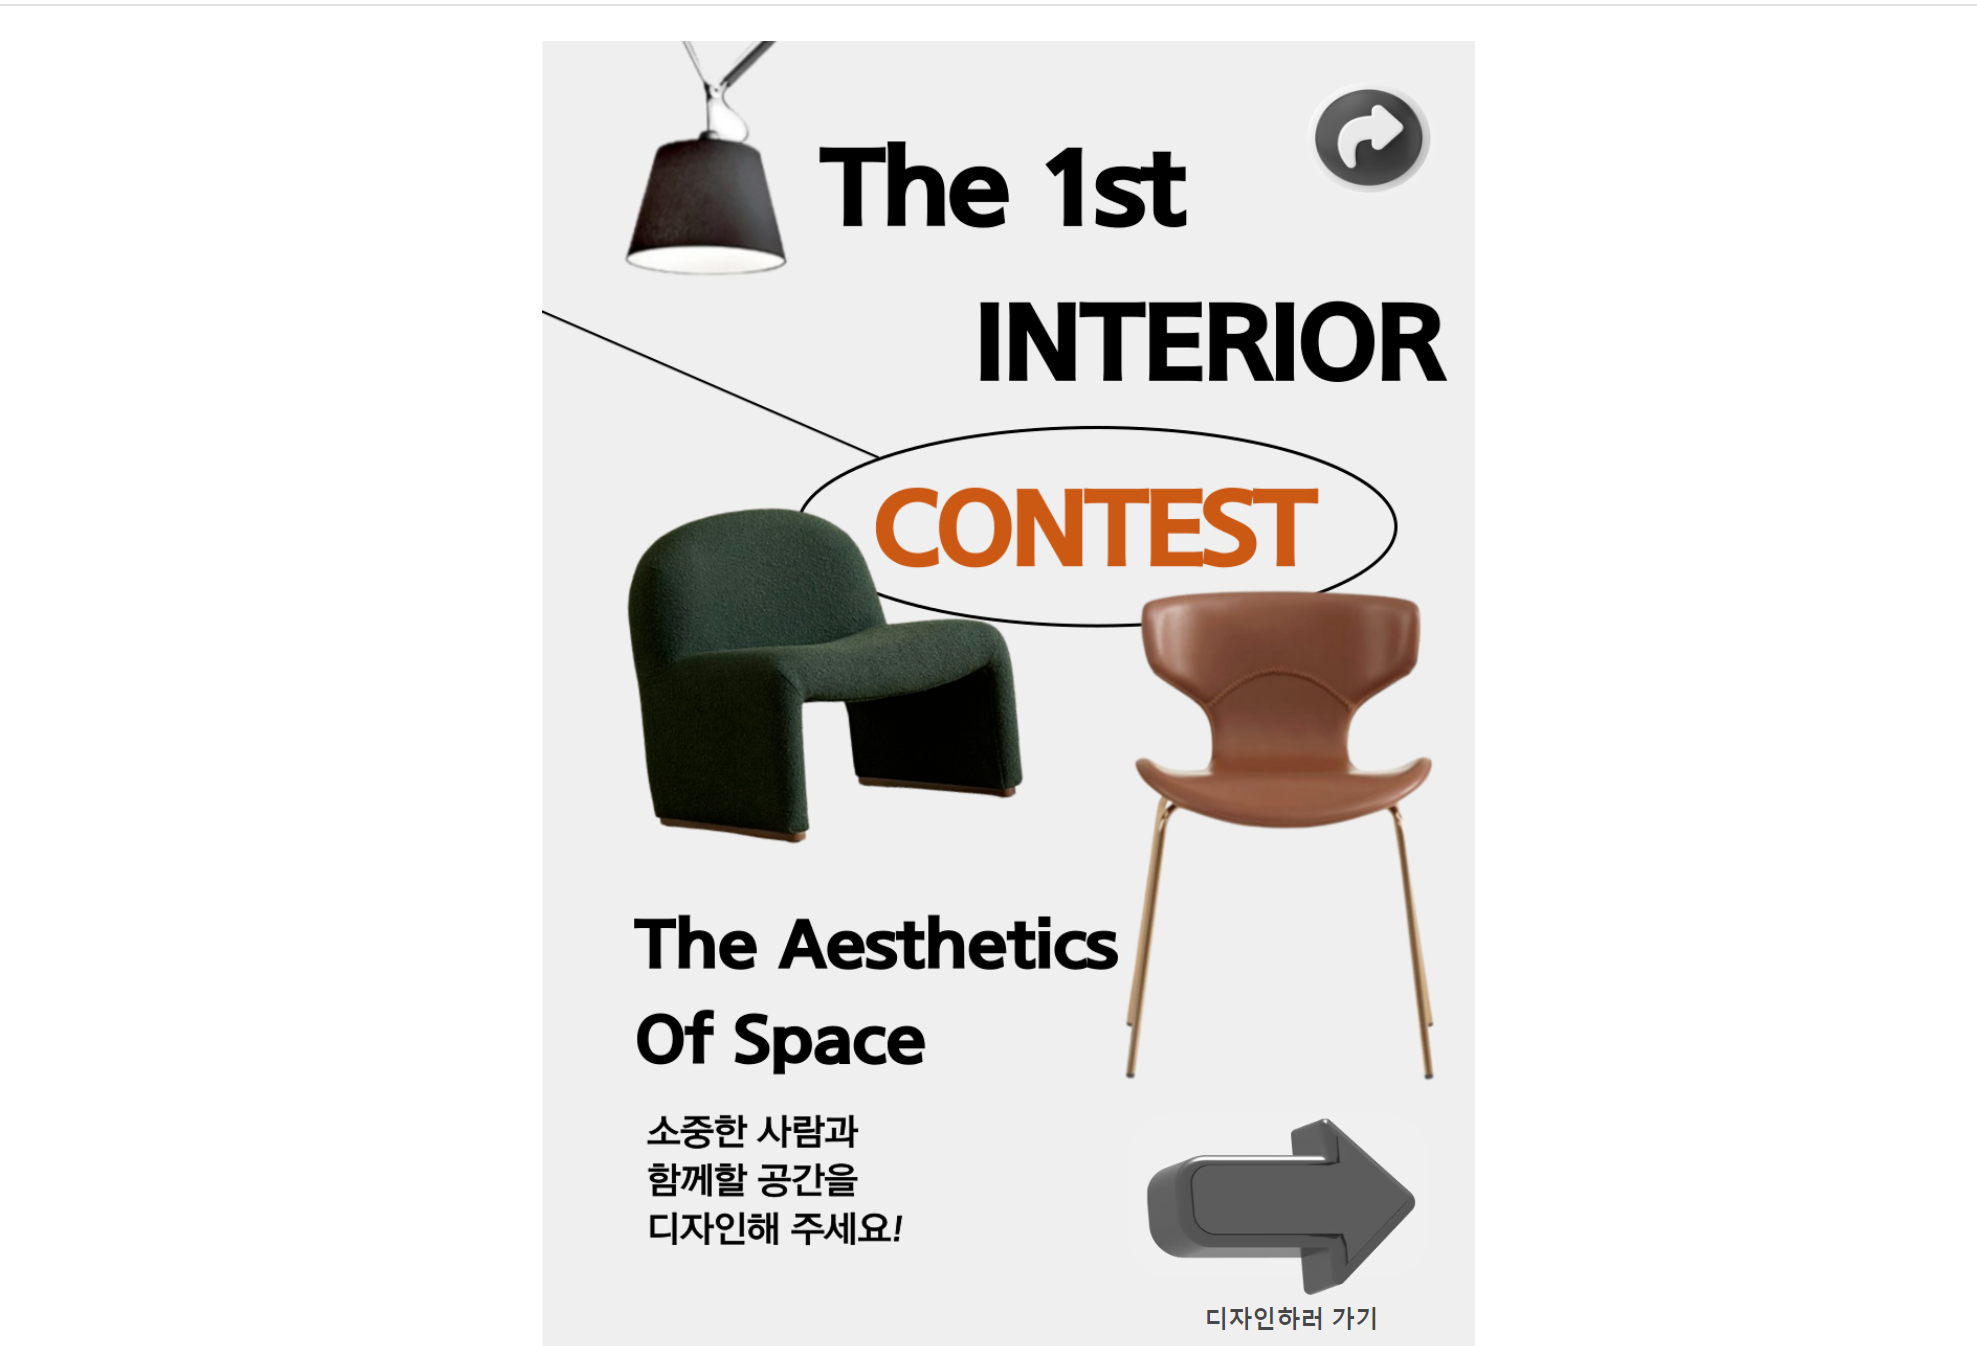 The 1st
INTERIOR
CONTEST
The Aesthetics
Of Space
소중한 사람과
함께할 공간을
디자인해 주세요!
디자인하러 가기